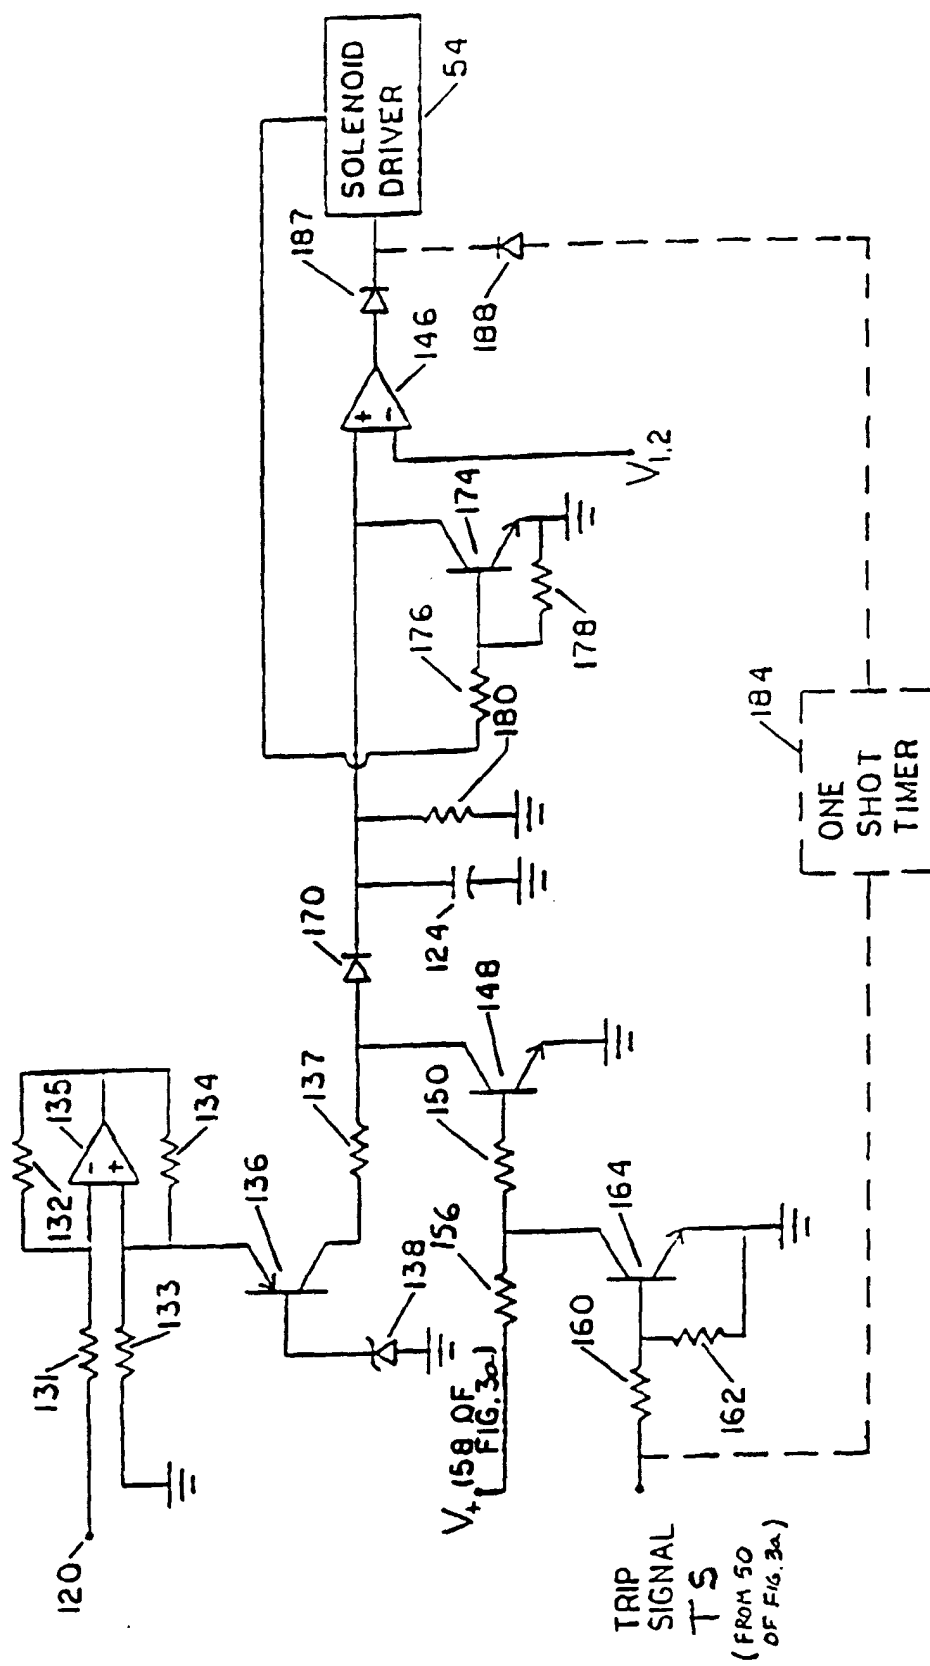 SOLENOID
DRIVER
54
187
188
146
+
-
V1,2
174
176
178
180
184
ONE
SHOT
TIMER
170
124
148
150
137
135
134
132
-
+
136
138
131
133
156
164
160
162
120
V+ (158 OF
FIG. 3a)
TRIP
SIGNAL
TS
(FROM 50
OF FIG. 3a)